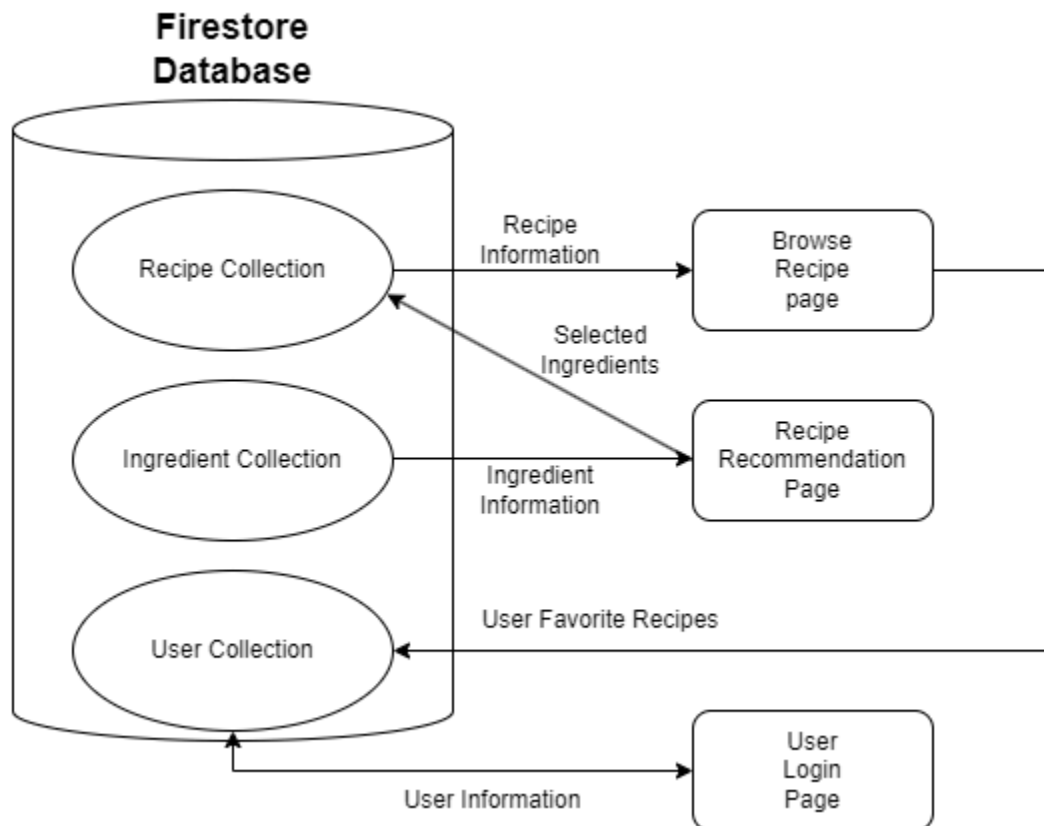 Firestore
Database
Recipe Collection
Recipe
Information
Browse
Recipe
page
Selected
Ingredients
Ingredient Collection
Ingredient
Information
Recipe
Recommendation
Page
User Collection
User Favorite Recipes
User Information
User
Login
Page